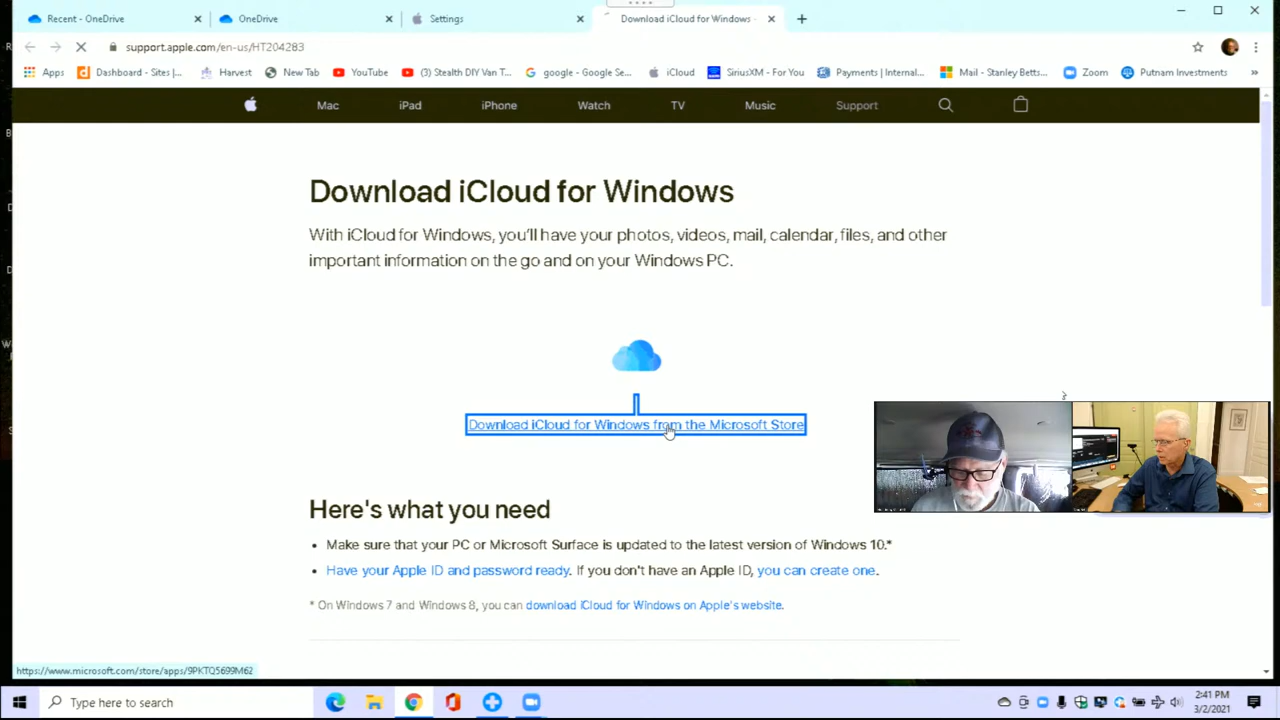 Recent - OneDrive
OneDrive
Settings
Download iCloud for Windows
support.apple.com/en-us/HT204283
Apps
Dashboard - Sites |...
Harvest
New Tab
YouTube
(3) Stealth DIY Van T...
google - Google Se...
iCloud
SiriusXM - For You
Payments | Internal...
Mail - Stanley Betts...
Zoom
Putnam Investments
Mac
iPad
iPhone
Watch
TV
Music
Support
Download iCloud for Windows
With iCloud for Windows, you'll have your photos, videos, mail, calendar, files, and other
important information on the go and on your Windows PC.
Download iCloud for Windows from the Microsoft Store
Here's what you need
• Make sure that your PC or Microsoft Surface is updated to the latest version of Windows 10.*
• Have your Apple ID and password ready. If you don't have an Apple ID, you can create one.
* On Windows 7 and Windows 8, you can download iCloud for Windows on Apple's website.
https://www.microsoft.com/store/apps/9PKTQ5699M62
Type here to search
2:41 PM
3/2/2021